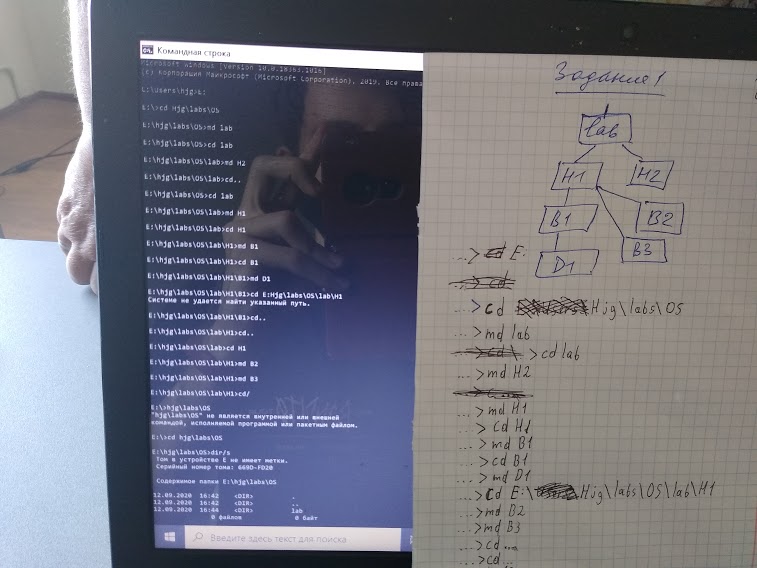 Командная строка
Microsoft Windows [Version 10.0.18363.1016]
(c) Корпорация Майкрософт (Microsoft Corporation), 2019. Все права
C:\Users\hjg>E:
E:\>cd Hjg\labs\OS
E:\hjg\labs\OS>md lab
E:\hjg\labs\OS>cd lab
E:\hjg\labs\OS\lab>md H2
E:\hjg\labs\OS\lab>cd..
E:\hjg\labs\OS>cd lab
E:\hjg\labs\OS\lab>md H1
E:\hjg\labs\OS\lab>cd H1
E:\hjg\labs\OS\lab\H1>md B1
E:\hjg\labs\OS\lab\H1>cd B1
E:\hjg\labs\OS\lab\H1\B1>md D1
E:\hjg\labs\OS\lab\H1\B1>cd E:Hjg\labs\OS\lab\H1
Системе не удается найти указанный путь.
E:\hjg\labs\OS\lab\H1\B1>cd..
E:\hjg\labs\OS\lab\H1>cd..
E:\hjg\labs\OS\lab>cd H1
E:\hjg\labs\OS\lab\H1>md B2
E:\hjg\labs\OS\lab\H1>md B3
E:\hjg\labs\OS\lab\H1>cd/
E:\>hjg\labs\OS
"hjg\labs\OS" не является внутренней или внешней
командой, исполняемой программой или пакетным файлом.
E:\>cd hjg\labs\OS
E:\hjg\labs\OS>dir/s
Том в устройстве E не имеет метки.
Серийный номер тома: 669D-FD20
Содержимое папки E:\hjg\labs\OS
12.09.2020 16:42 <DIR> .
12.09.2020 16:42 <DIR> ..
12.09.2020 16:44 <DIR> lab
0 файлов 0 байт
Введите здесь текст для поиска
Задание 1
lab
H1 H2
B1 B2
B3
D1
...> E:
...> cd Hjg\labs\OS
...> md lab
> cd lab
...> md H2
...> md H1
...> cd H1
...> md B1
...> cd B1
...> md D1
...> cd E:\Hjg\labs\OS\lab\H1
...> md B2
...> md B3
...> cd...
...> cd...